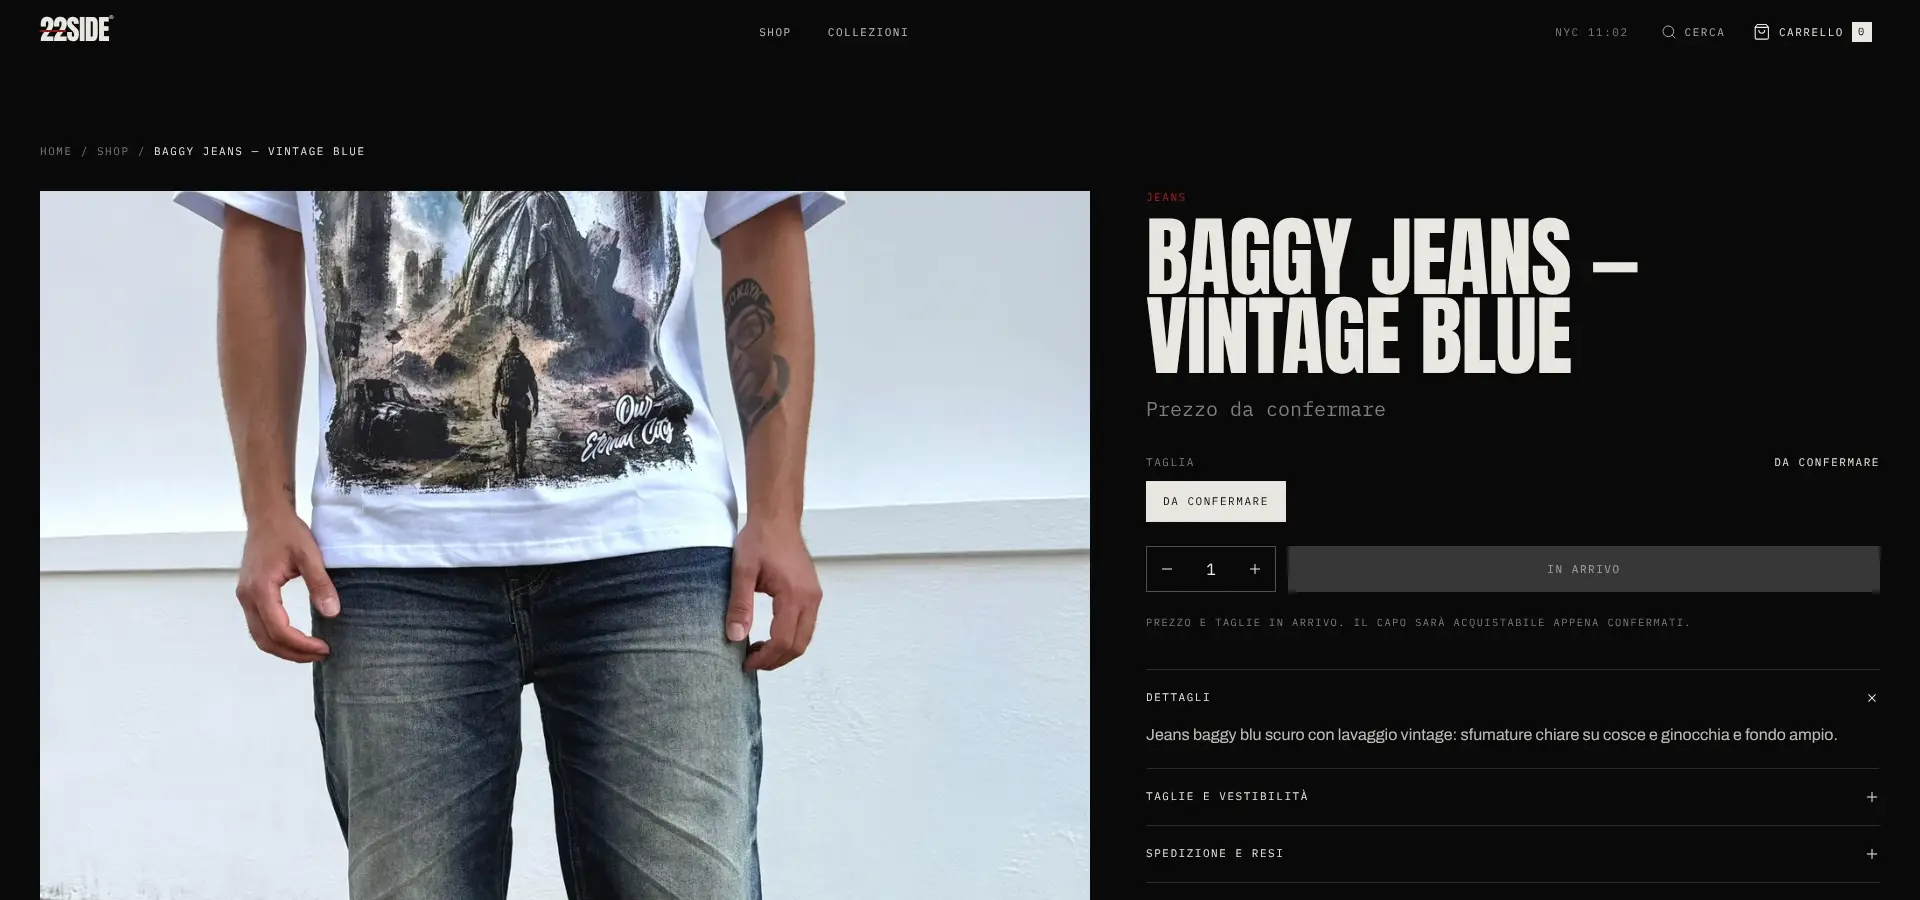 22SIDE®
SHOP
COLLEZIONI
NYC 11:02
CERCA
CARRELLO 0
HOME / SHOP / BAGGY JEANS — VINTAGE BLUE
JEANS
BAGGY JEANS —
VINTAGE BLUE
Prezzo da confermare
TAGLIA
DA CONFERMARE
DA CONFERMARE
− 1 +
IN ARRIVO
PREZZO E TAGLIE IN ARRIVO. IL CAPO SARÀ ACQUISTABILE APPENA CONFERMATI.
DETTAGLI
Jeans baggy blu scuro con lavaggio vintage: sfumature chiare su cosce e ginocchia e fondo ampio.
TAGLIE E VESTIBILITÀ
SPEDIZIONE E RESI
Our
Eternal City